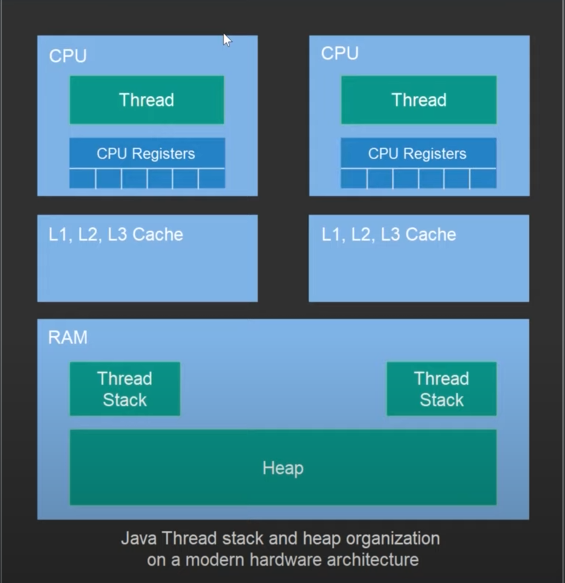 CPU
Thread
CPU Registers
L1, L2, L3 Cache
CPU
Thread
CPU Registers
L1, L2, L3 Cache
RAM
Thread
Stack
Thread
Stack
Heap
Java Thread stack and heap organization
on a modern hardware architecture